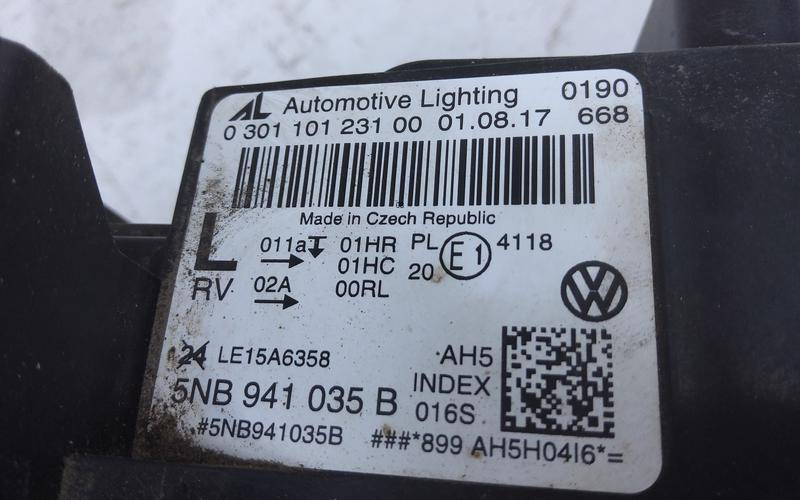 AL Automotive Lighting 0190
0 301 101 231 00 01.08.17 668
Made in Czech Republic
L 011a 01HR PL E1 4118
01HC 20
RV 02A 00RL
VW
24 LE15A6358 AH5
5NB 941 035 B INDEX
016S
#5NB941035B ###*899 AH5H04I6*=